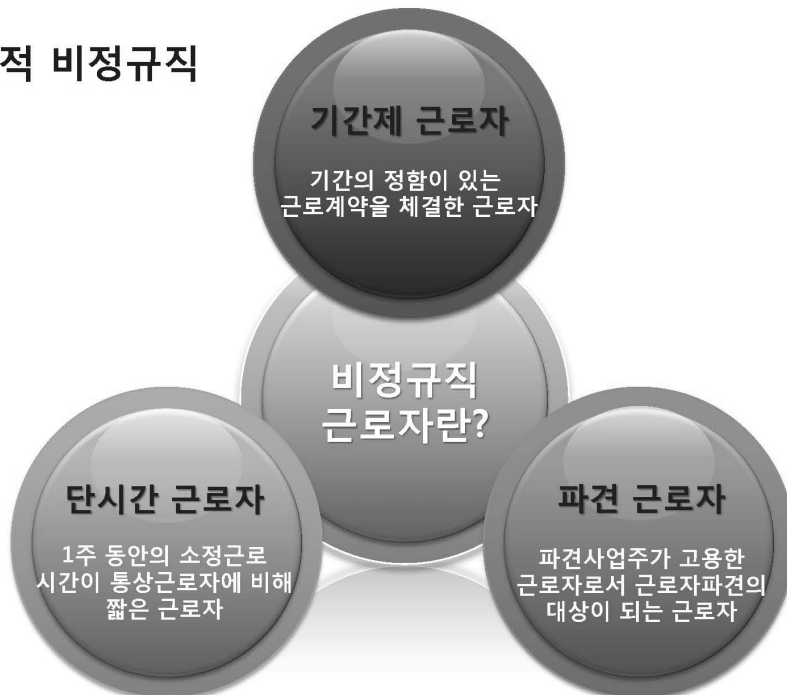 적 비정규직
기간제 근로자
기간의 정함이 있는
근로계약을 체결한 근로자
비정규직
근로자란?
단시간 근로자
1주 동안의 소정근로
시간이 통상근로자에 비해
짧은 근로자
파견 근로자
파견사업주가 고용한
근로자로서 근로자파견의
대상이 되는 근로자